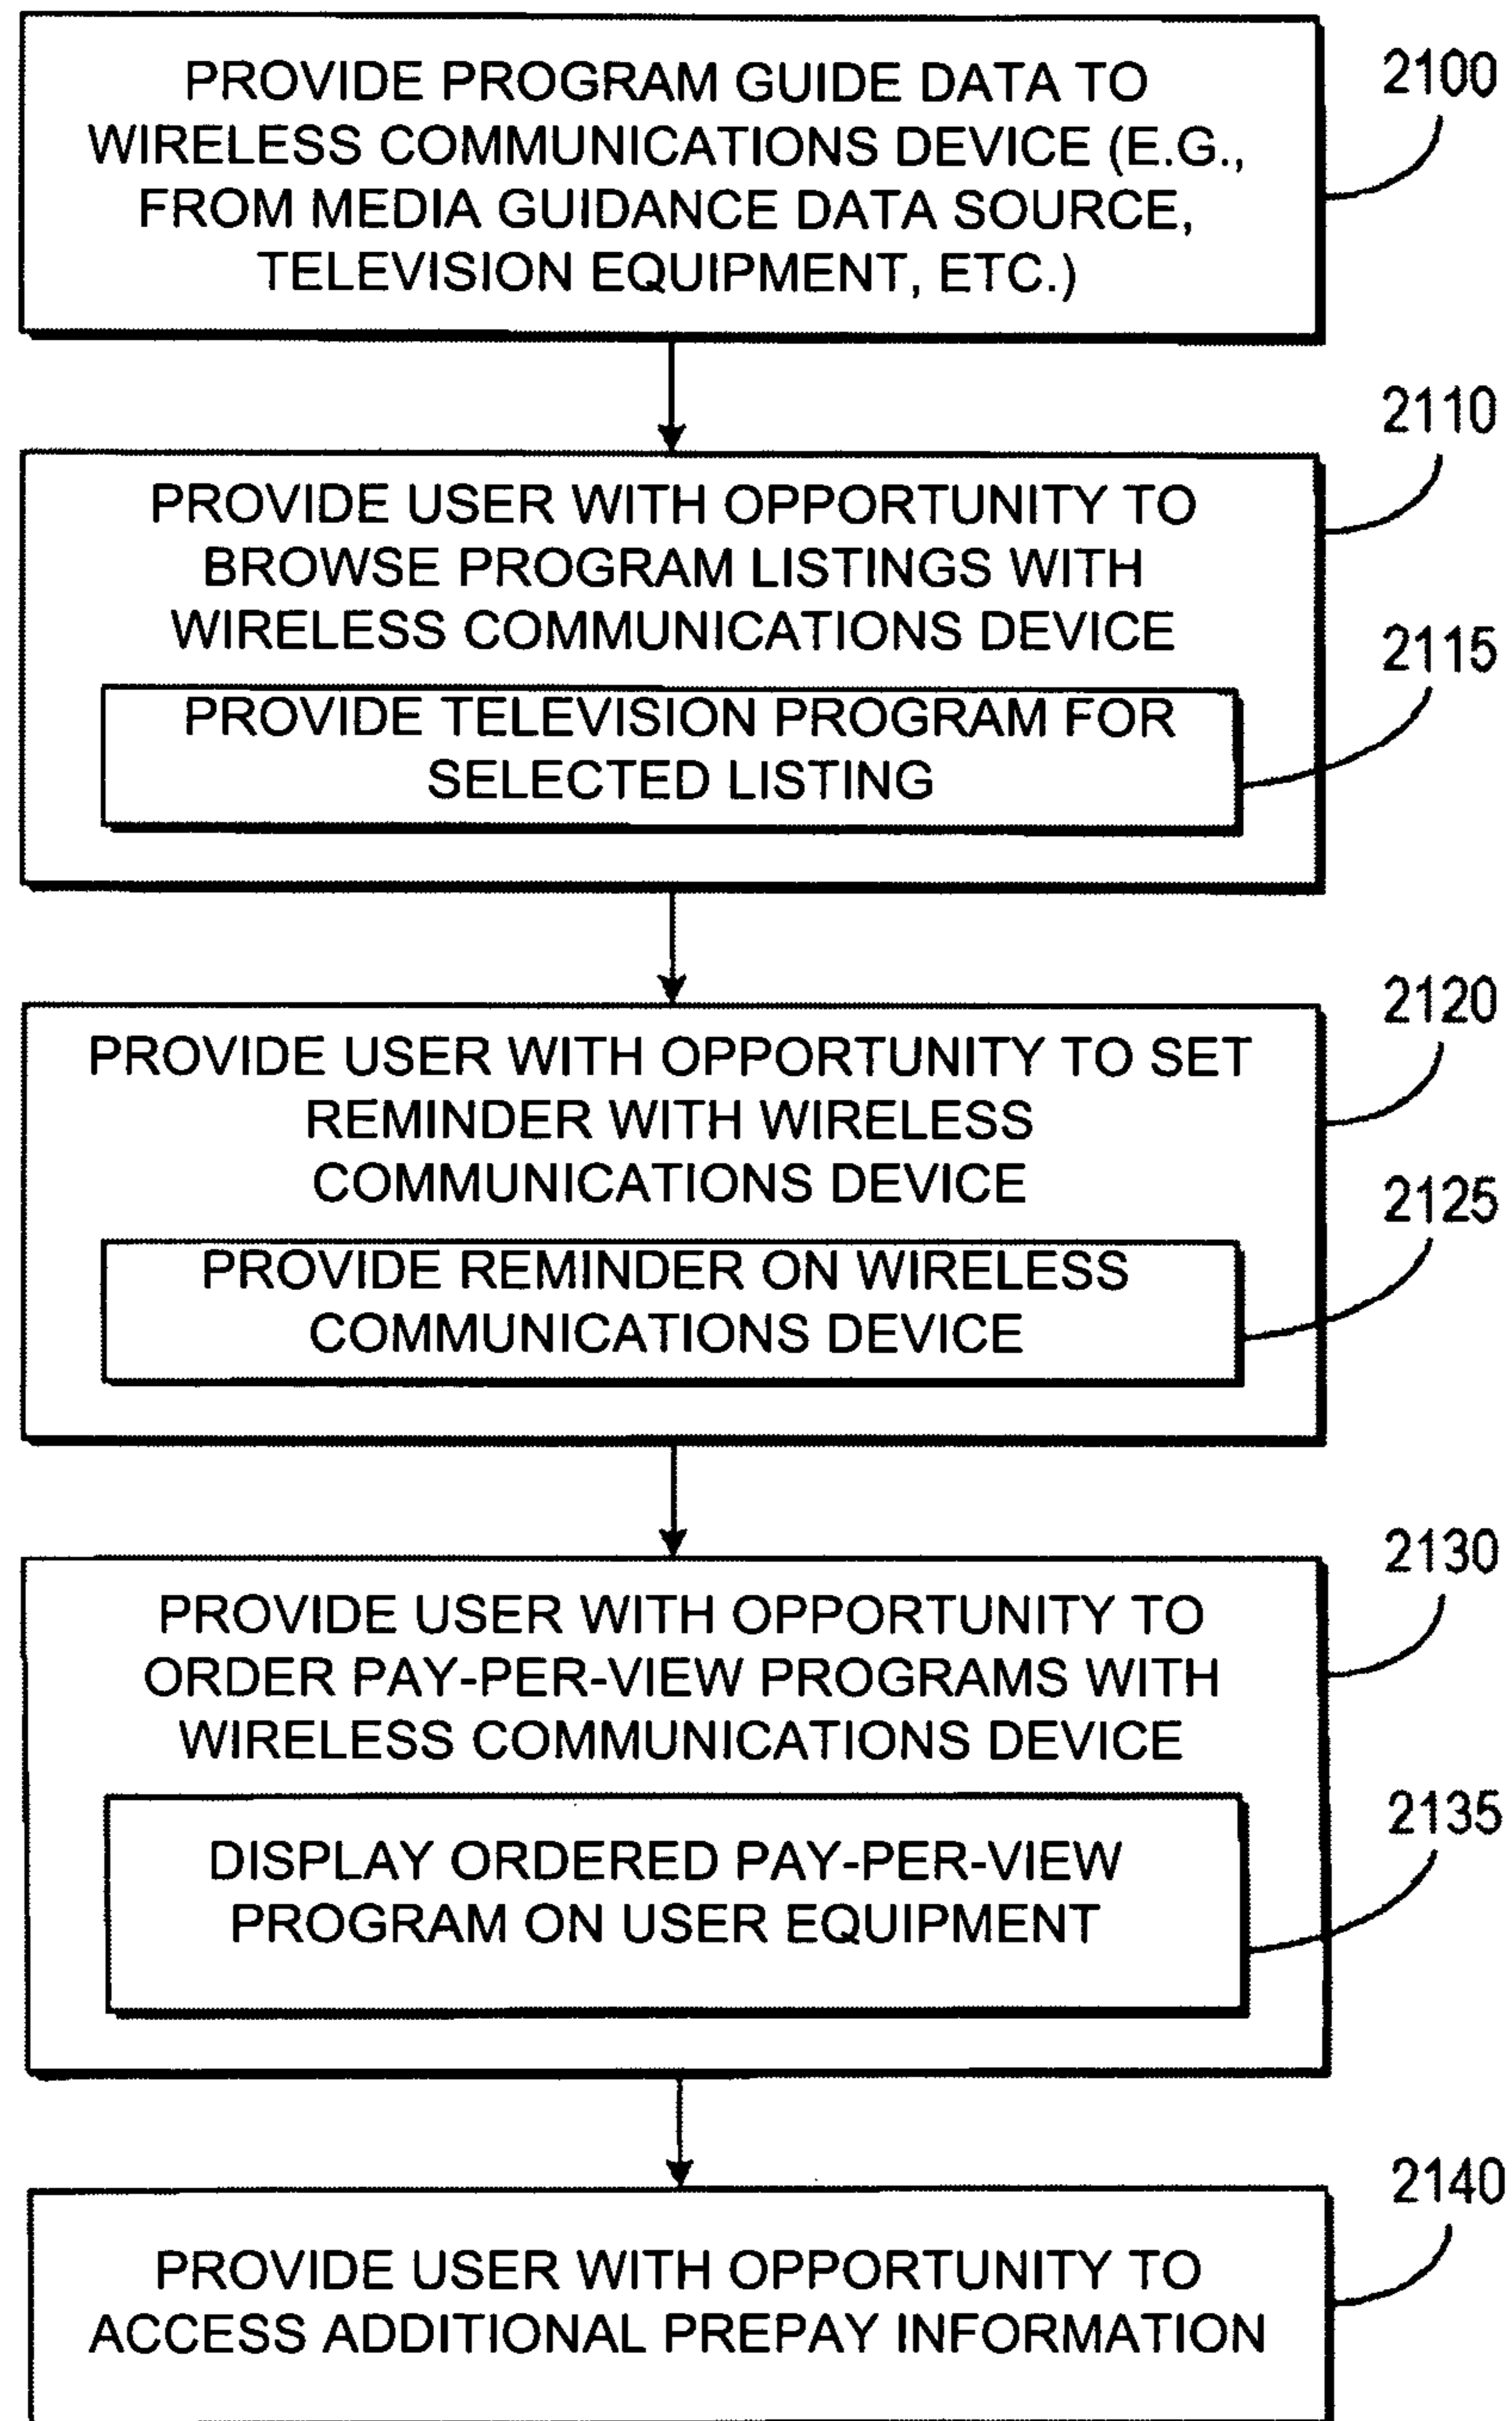 PROVIDE PROGRAM GUIDE DATA TO
WIRELESS COMMUNICATIONS DEVICE (E.G.,
FROM MEDIA GUIDANCE DATA SOURCE,
TELEVISION EQUIPMENT, ETC.)
2100
PROVIDE USER WITH OPPORTUNITY TO
BROWSE PROGRAM LISTINGS WITH
WIRELESS COMMUNICATIONS DEVICE
2110
PROVIDE TELEVISION PROGRAM FOR
SELECTED LISTING
2115
PROVIDE USER WITH OPPORTUNITY TO SET
REMINDER WITH WIRELESS
COMMUNICATIONS DEVICE
2120
PROVIDE REMINDER ON WIRELESS
COMMUNICATIONS DEVICE
2125
PROVIDE USER WITH OPPORTUNITY TO
ORDER PAY-PER-VIEW PROGRAMS WITH
WIRELESS COMMUNICATIONS DEVICE
2130
DISPLAY ORDERED PAY-PER-VIEW
PROGRAM ON USER EQUIPMENT
2135
PROVIDE USER WITH OPPORTUNITY TO
ACCESS ADDITIONAL PREPAY INFORMATION
2140